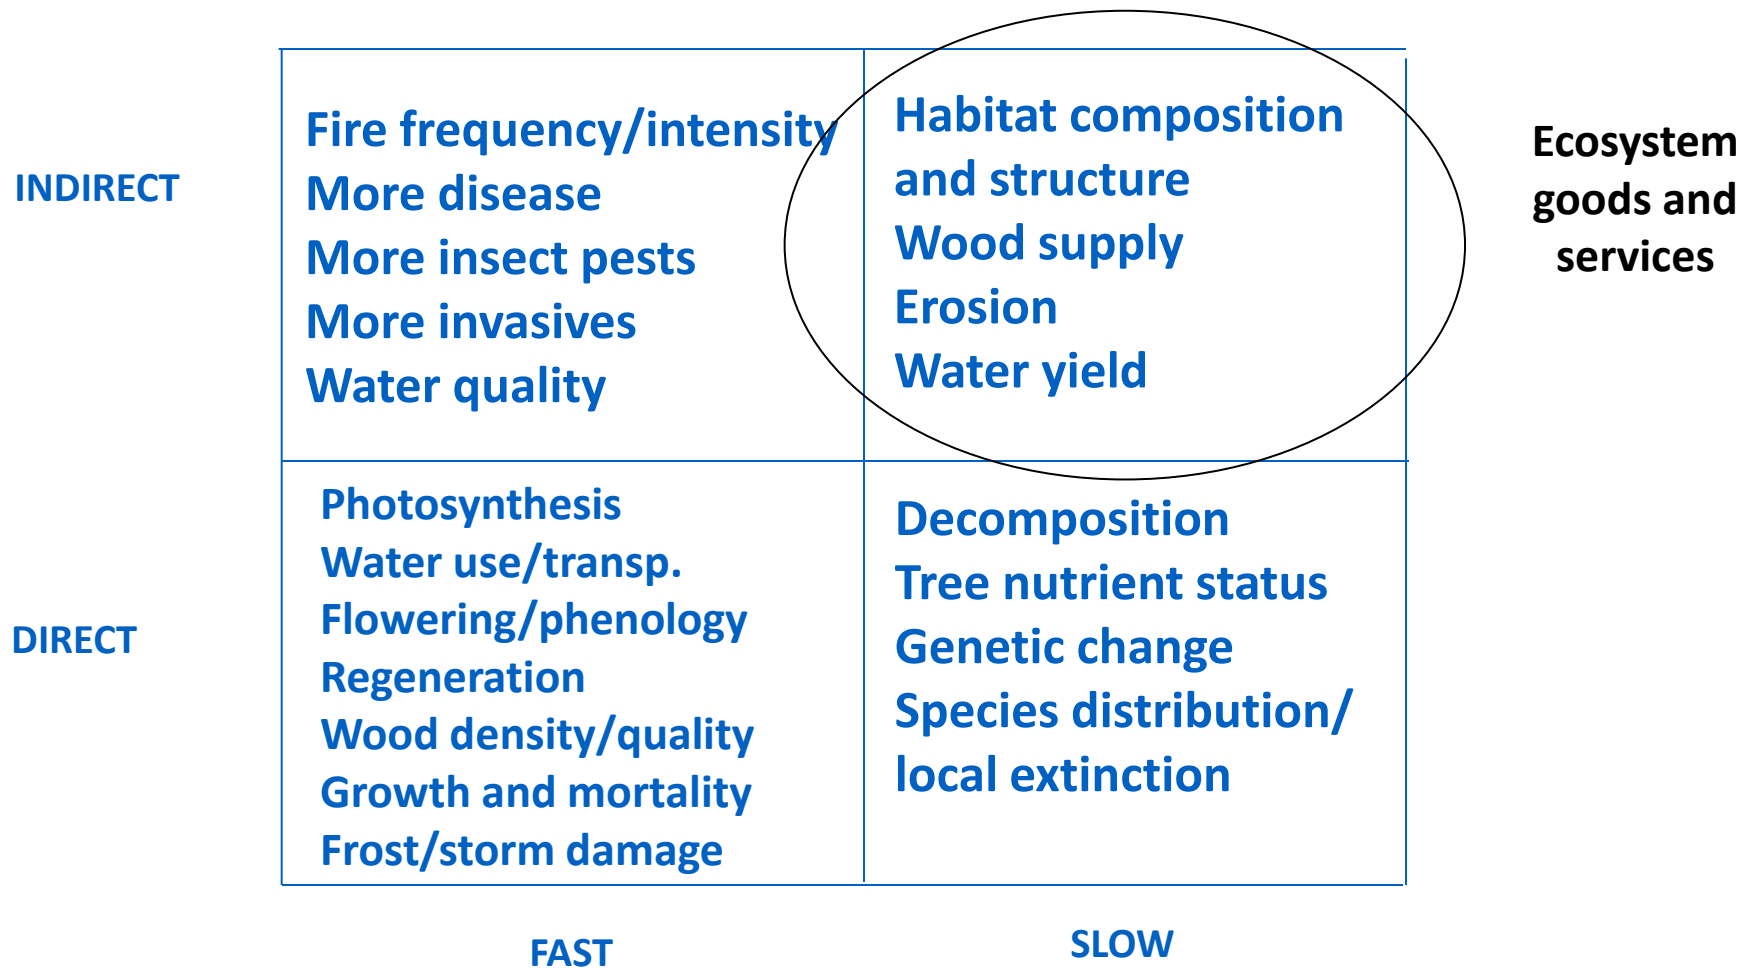 INDIRECT
Fire frequency/intensity
More disease
More insect pests
More invasives
Water quality
Habitat composition
and structure
Wood supply
Erosion
Water yield
Ecosystem
goods and
services
DIRECT
Photosynthesis
Water use/transp.
Flowering/phenology
Regeneration
Wood density/quality
Growth and mortality
Frost/storm damage
Decomposition
Tree nutrient status
Genetic change
Species distribution/
local extinction
FAST
SLOW